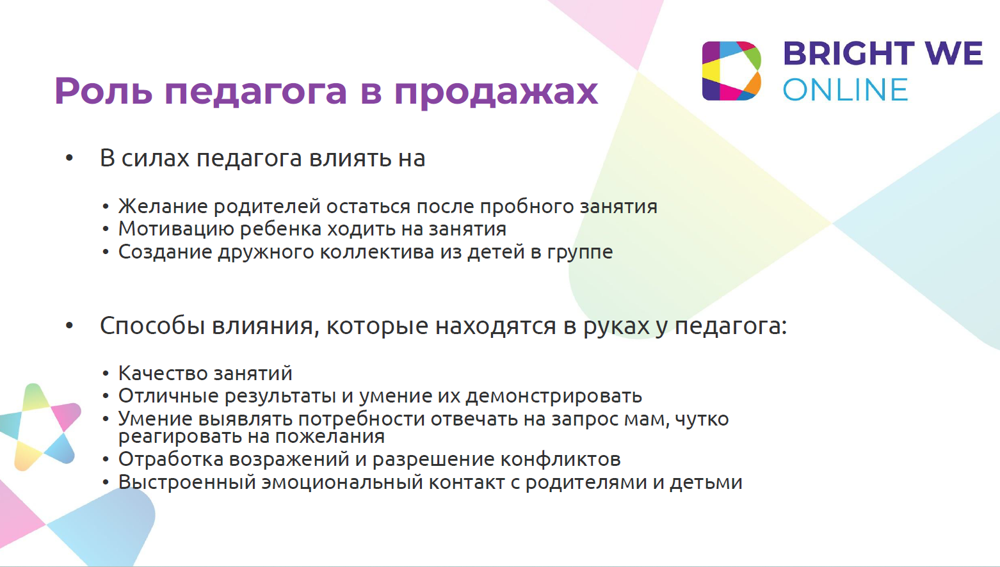 BRIGHT WE
ONLINE
Роль педагога в продажах
• В силах педагога влиять на
• Желание родителей остаться после пробного занятия
• Мотивацию ребенка ходить на занятия
• Создание дружного коллектива из детей в группе
• Способы влияния, которые находятся в руках у педагога:
• Качество занятий
• Отличные результаты и умение их демонстрировать
• Умение выявлять потребности отвечать на запрос мам, чутко
реагировать на пожелания
• Отработка возражений и разрешение конфликтов
• Выстроенный эмоциональный контакт с родителями и детьми